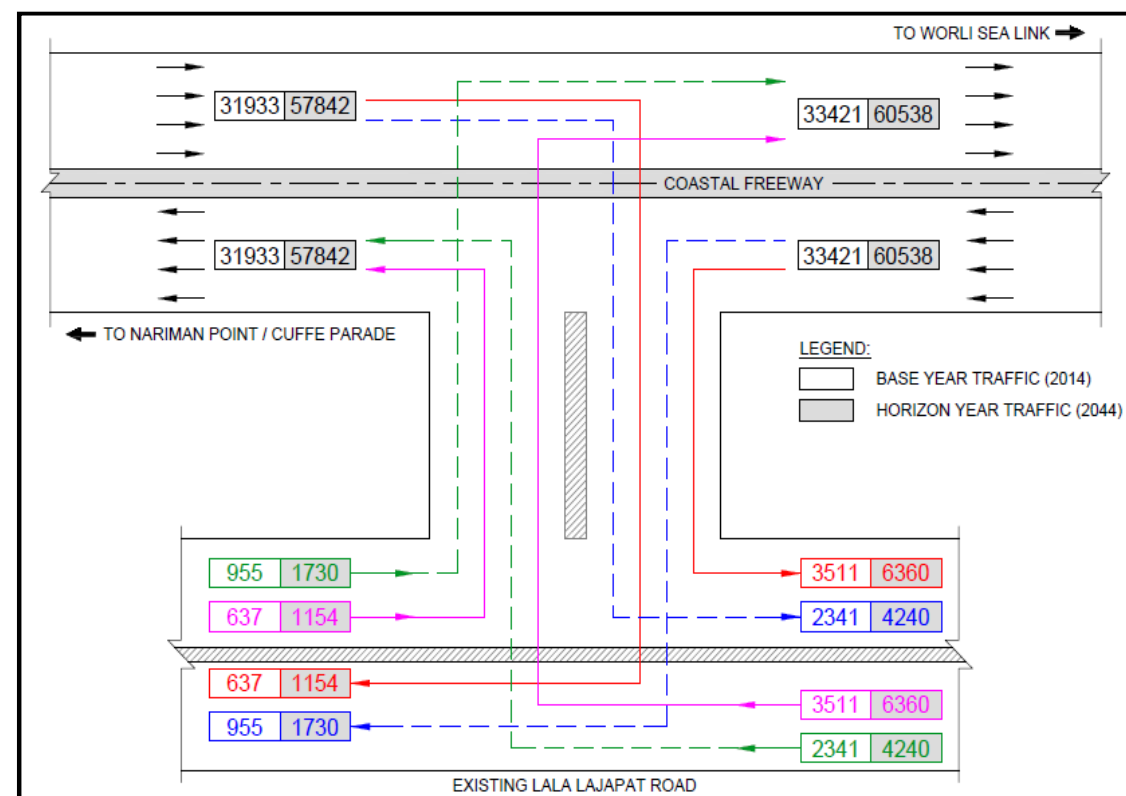 TO WORLI SEA LINK
31933 57842
33421 60538
COASTAL FREEWAY
31933 57842
33421 60538
TO NARIMAN POINT / CUFFE PARADE
LEGEND:
BASE YEAR TRAFFIC (2014)
HORIZON YEAR TRAFFIC (2044)
955 1730
3511 6360
637 1154
2341 4240
637 1154
3511 6360
955 1730
2341 4240
EXISTING LALA LAJAPAT ROAD